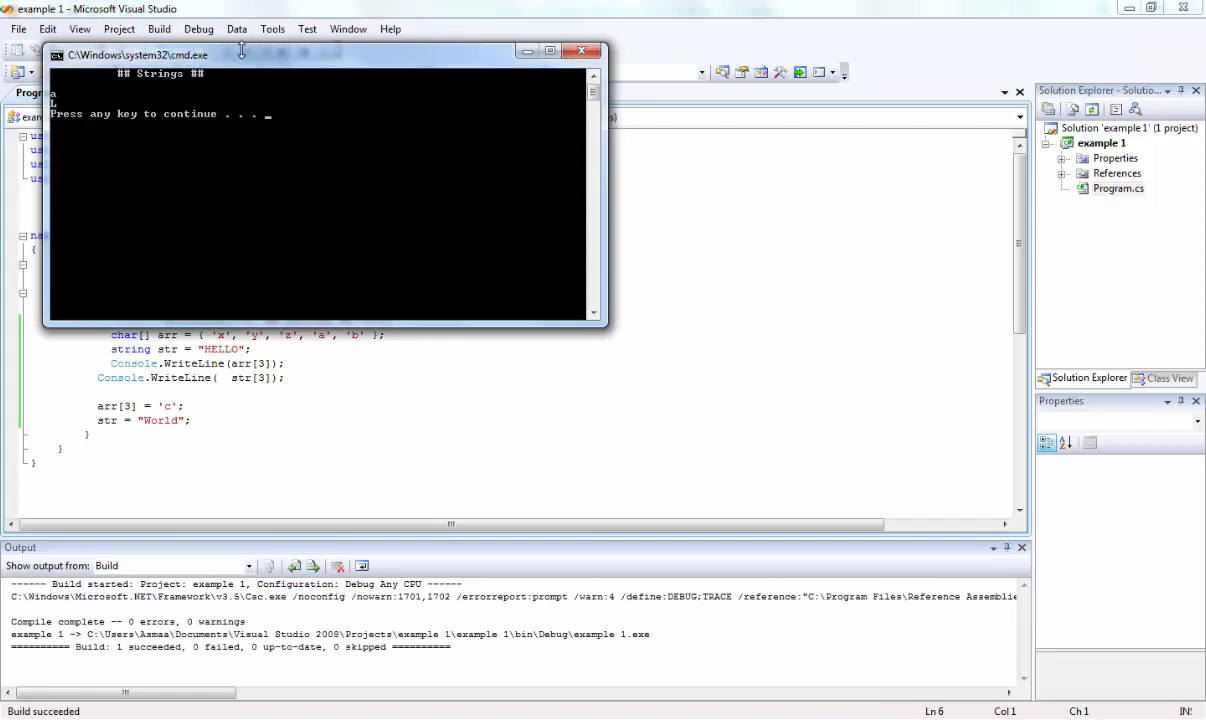 example 1 - Microsoft Visual Studio
File Edit View Project Build Debug Data Tools Test Window Help
C:\Windows\system32\cmd.exe
## Strings ##
a
L
Press any key to continue . . . _
char[] arr = { 'x', 'y', 'z', 'a', 'b' };
string str = "HELLO";
Console.WriteLine(arr[3]);
Console.WriteLine(  str[3]);
arr[3] = 'c';
str = "World";
}
}
}
Solution Explorer - Solutio...
Solution 'example 1' (1 project)
example 1
Properties
References
Program.cs
Solution Explorer Class View
Properties
Output
Show output from: Build
------ Build started: Project: example 1, Configuration: Debug Any CPU ------
C:\Windows\Microsoft.NET\Framework\v3.5\Csc.exe /noconfig /nowarn:1701,1702 /errorreport:prompt /warn:4 /define:DEBUG;TRACE /reference:"C:\Program Files\Reference Assemblie
Compile complete -- 0 errors, 0 warnings
example 1 -> C:\Users\Asmaa\Documents\Visual Studio 2008\Projects\example 1\example 1\bin\Debug\example 1.exe
========== Build: 1 succeeded, 0 failed, 0 up-to-date, 0 skipped ==========
Build succeeded Ln 6 Col 1 Ch 1 INS